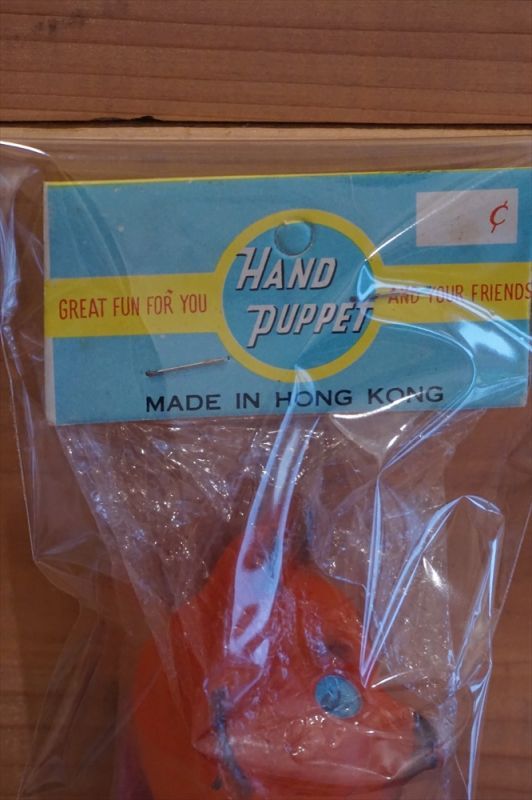 ¢
HAND
PUPPET
GREAT FUN FOR YOU
AND YOUR FRIENDS
MADE IN HONG KONG